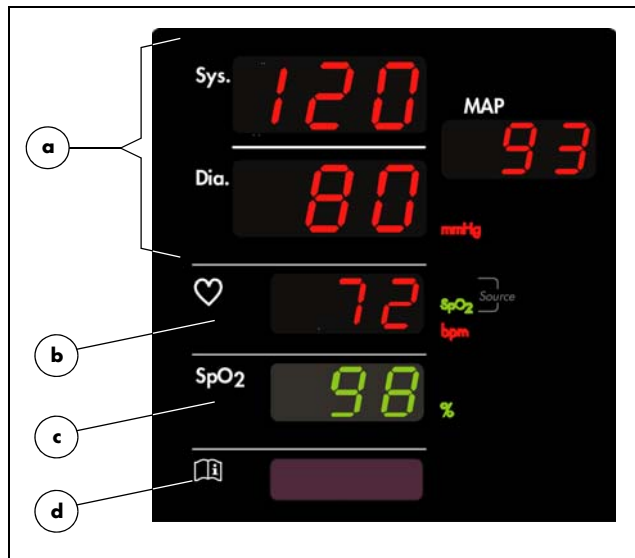 Sys. 120
MAP
93
a
Dia. 80
mmHg
72
SpO2 Source
bpm
b
SpO2 98
%
c
d